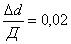 Δd/Д = 0,02